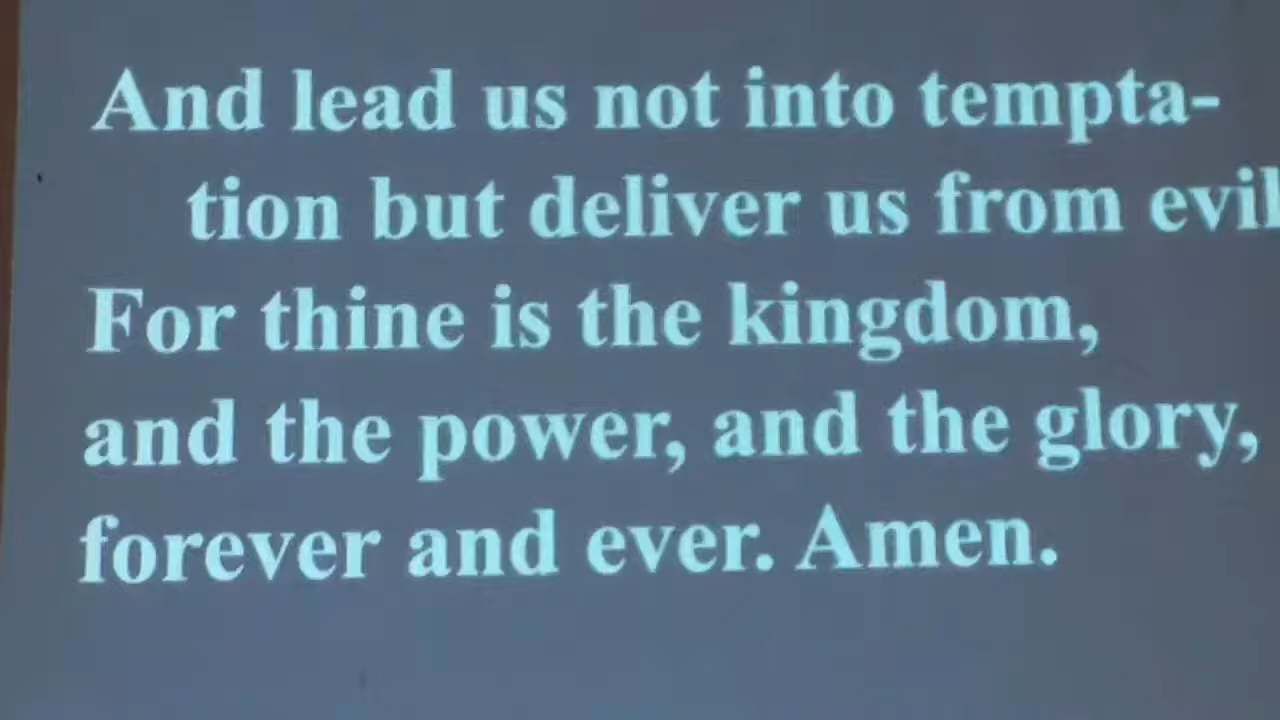 And lead us not into tempta-
tion but deliver us from evil
For thine is the kingdom,
and the power, and the glory,
forever and ever. Amen.